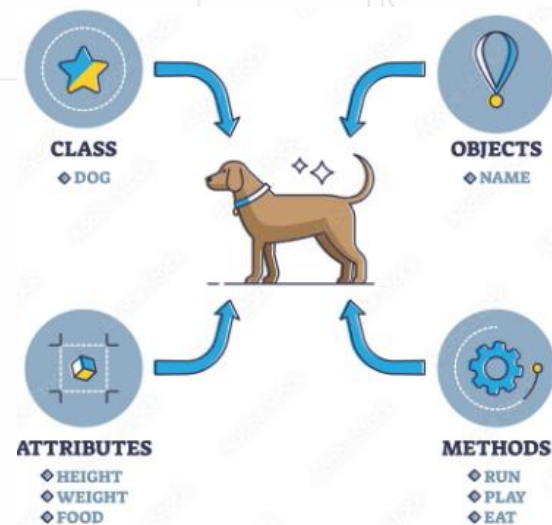 CLASS
DOG
OBJECTS
NAME
ATTRIBUTES
HEIGHT
WEIGHT
FOOD
METHODS
RUN
PLAY
EAT